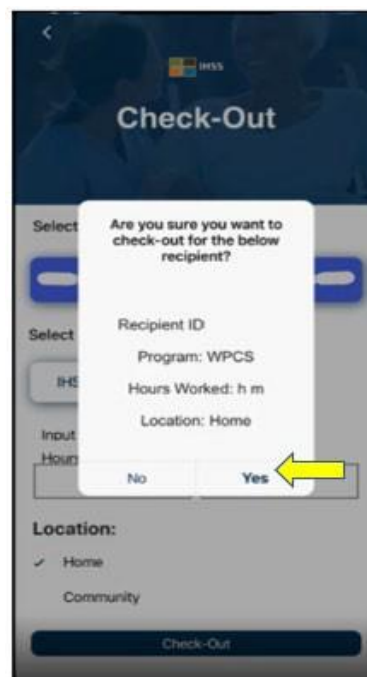 IHSS
Check-Out
Select
Are you sure you want to
check-out for the below
recipient?
Recipient ID
Select
Program: WPCS
IHS
Hours Worked: h m
Location: Home
Input
Hours
No
Yes
Location:
✓ Home
Community
Check-Out